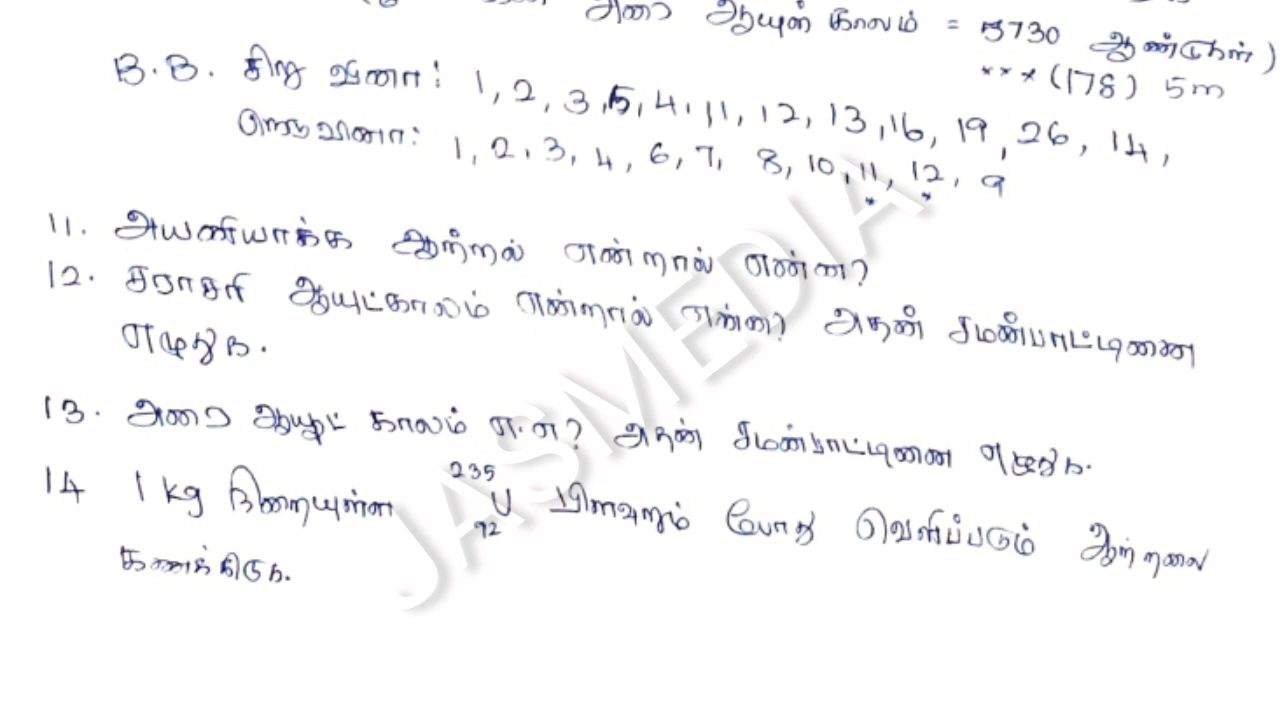 அரை ஆயுள் காலம் = 5730 ஆண்டுகள்)
*** (178) 5m
B.B. சிறு வினா: 1, 2, 3, 5, 4, 11, 12, 13, 16, 19, 26, 14,
நெடுவினா: 1, 2, 3, 4, 6, 7, 8, 10, 11, 12, 9
* *
11. அயனியாக்க ஆற்றல் என்றால் என்ன?
12. சராசரி ஆயுட்காலம் என்றால் என்ன? அதன் சமன்பாட்டினை
எழுதுக.
13. அரை ஆயுட் காலம் எ.எ? அதன் சமன்பாட்டினை எழுதுக.
14 1 kg நிறையுள்ள ²³⁵₉₂U பிளவுறும் போது வெளிப்படும் ஆற்றலை
கணக்கிடுக.
JASMEDIA